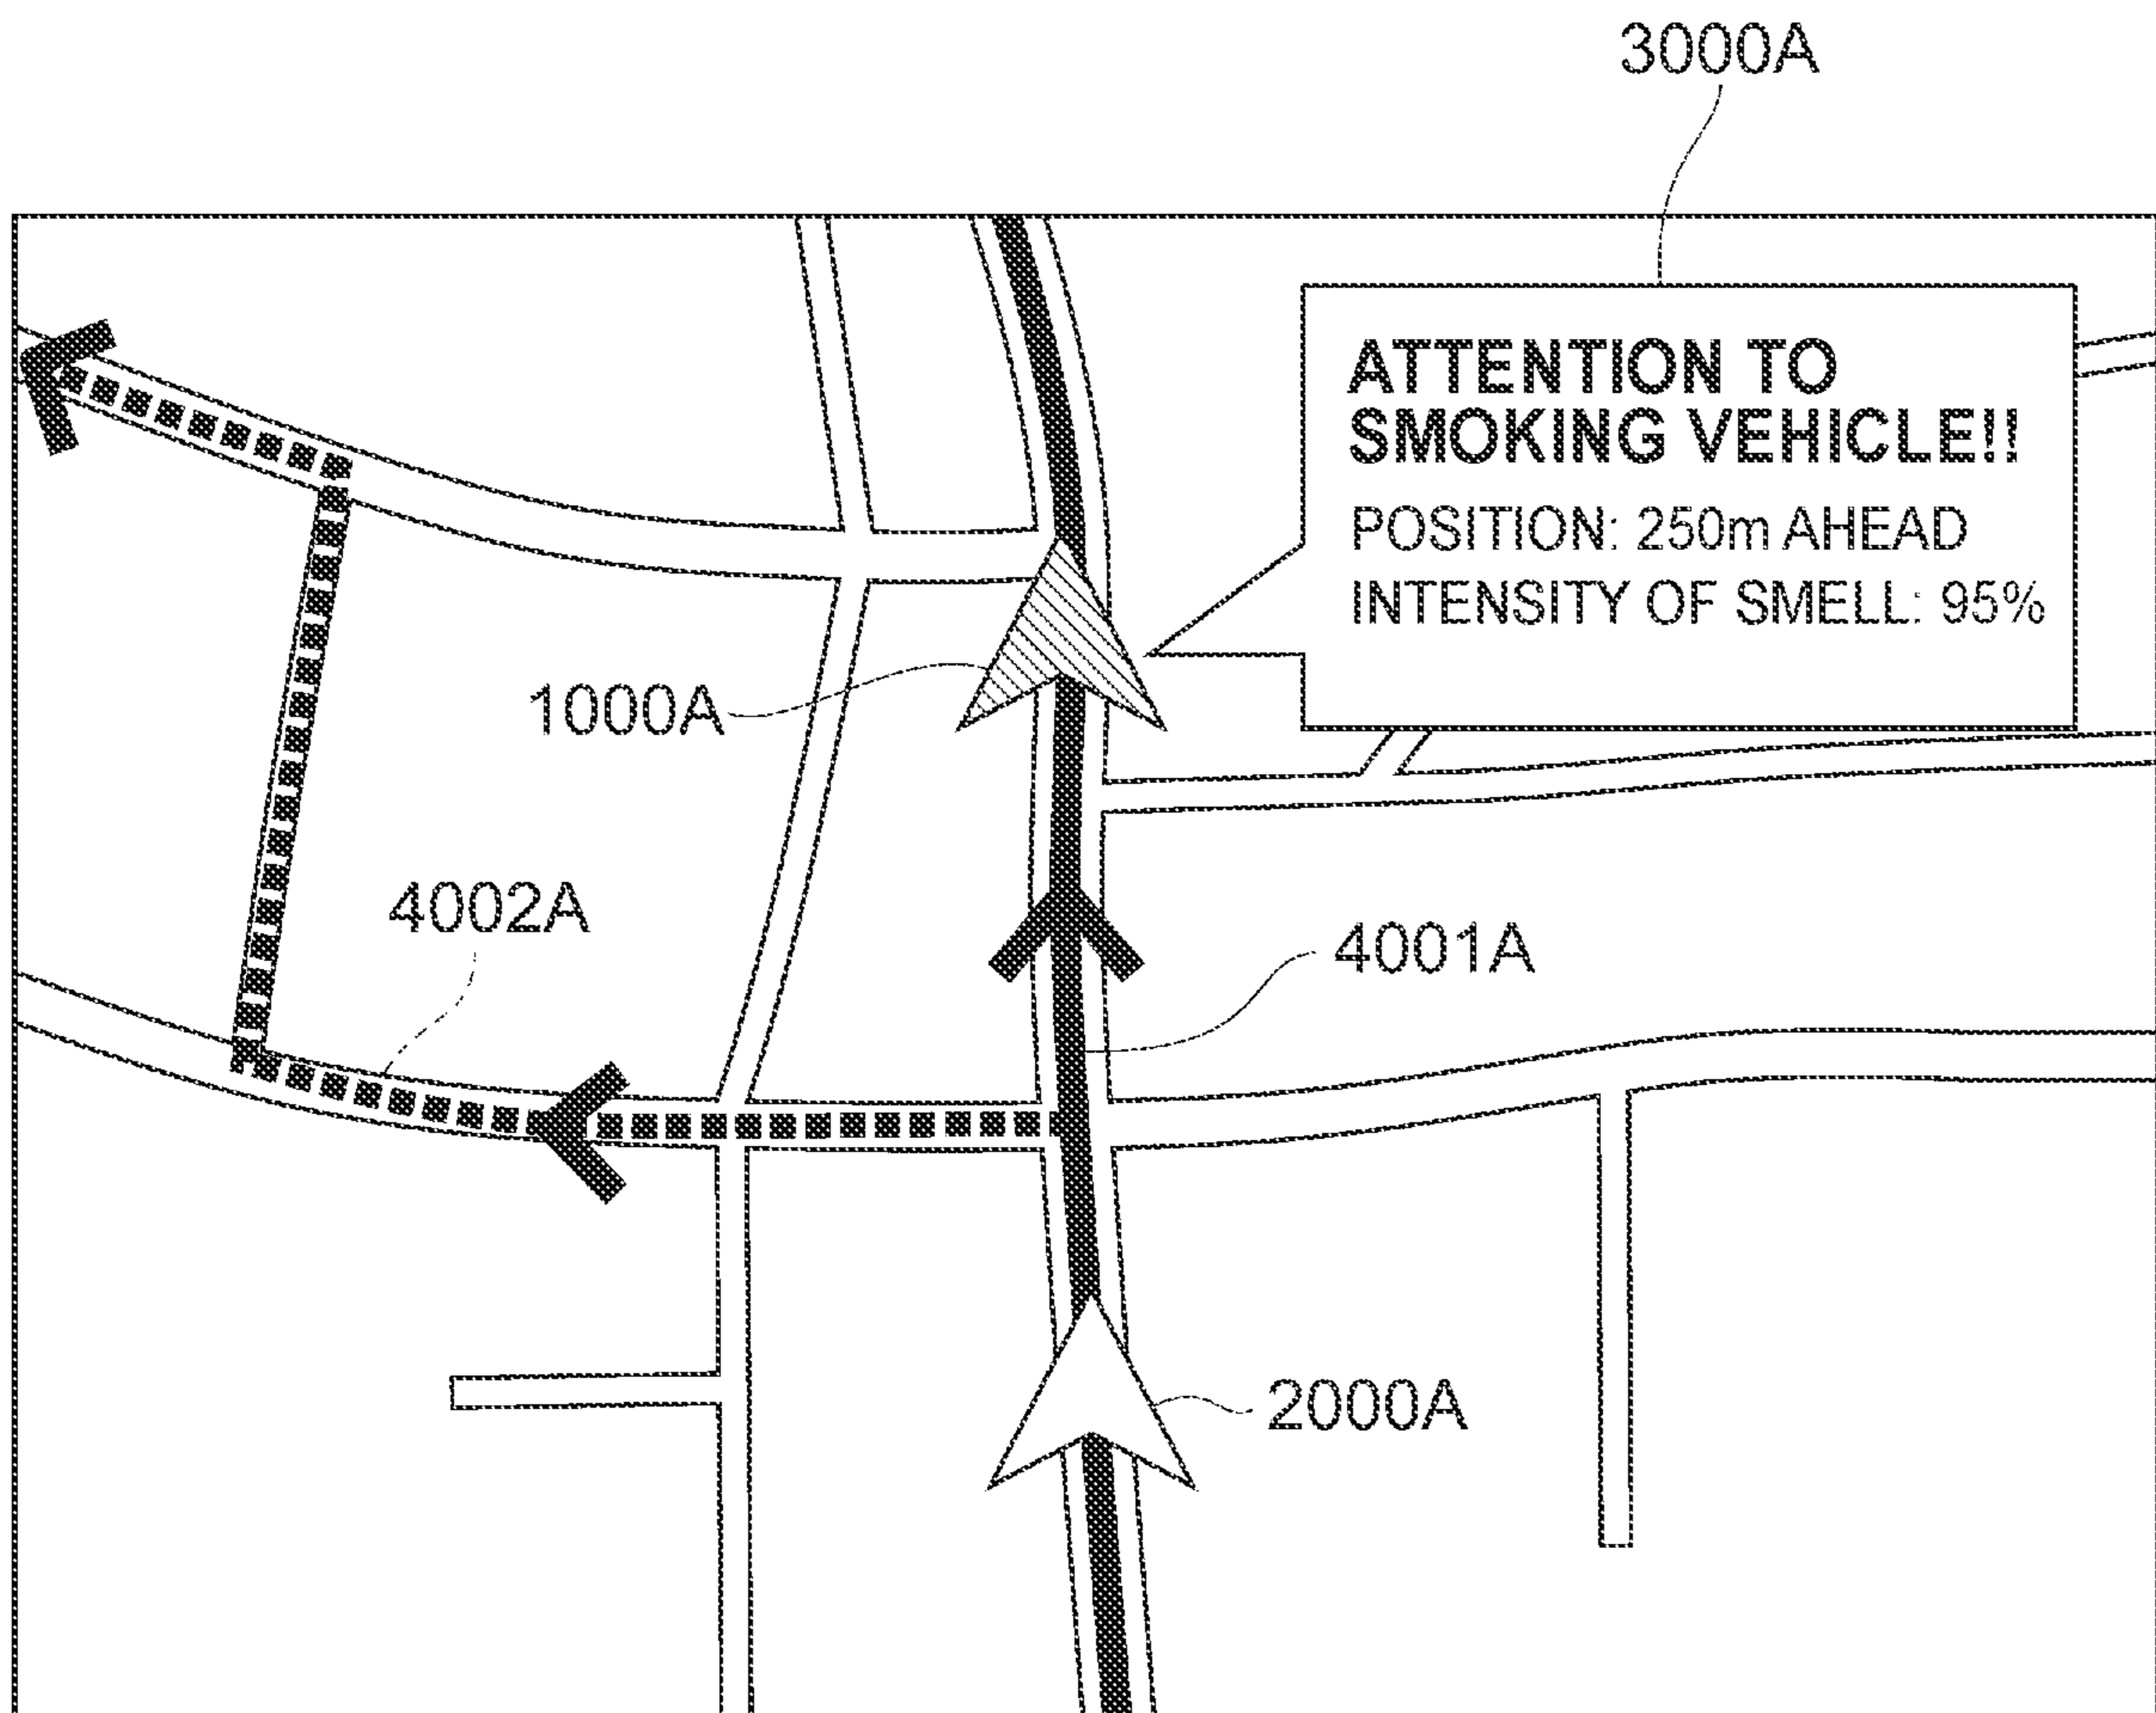 3000A
ATTENTION TO
SMOKING VEHICLE!!
POSITION: 250m AHEAD
INTENSITY OF SMELL: 95%
1000A
4002A
4001A
2000A